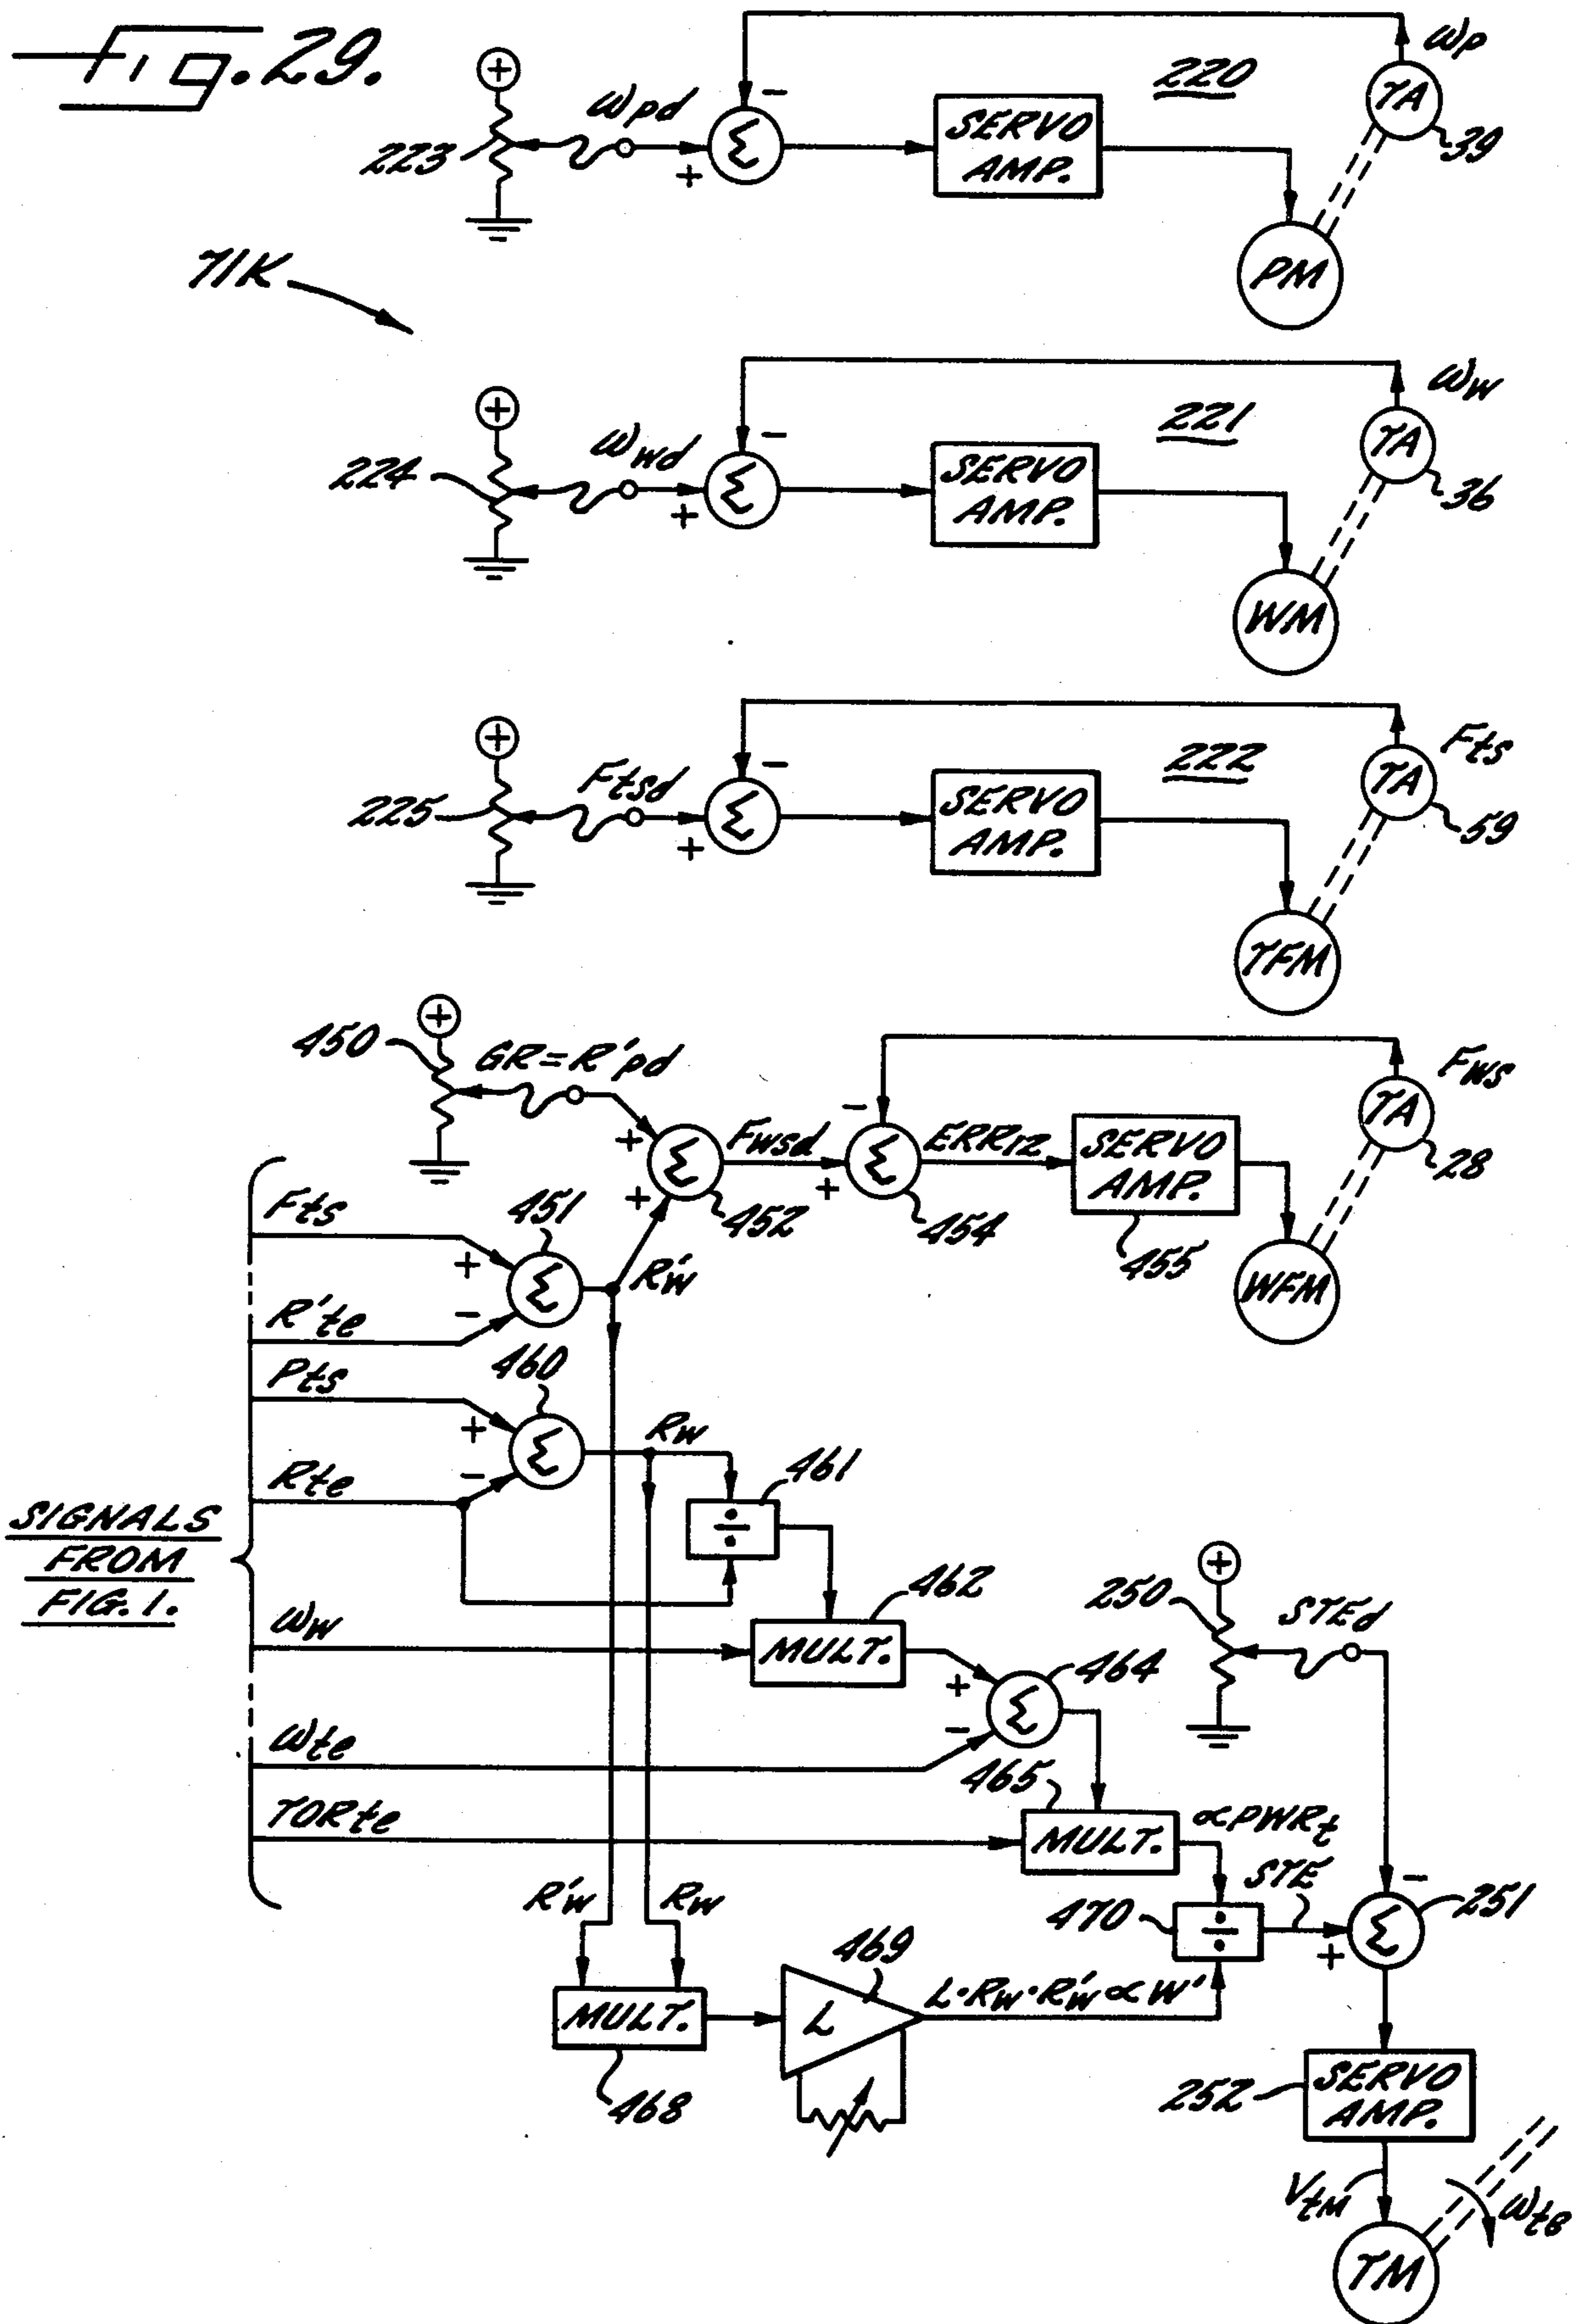 Fig. 29.
ωp
220
TA
39
ωpd
+
223
−
Σ
+
SERVO
AMP.
PM
71K
ωw
221
TA
36
+
ωwd
224
−
Σ
+
SERVO
AMP.
WM
Fts
222
TA
59
+
Ftsd
225
−
Σ
+
SERVO
AMP.
TFM
+
450
GR=R'pd
Fws
TA
28
+
+
Σ
452
Fwsd
−
+
Σ
454
ERR12
SERVO
AMP.
455
WFM
Fts
451
+
−
Σ
R'w
R'te
Pts
460
+
−
Σ
Rw
Rte
461
÷
SIGNALS
FROM
FIG. 1.
ωw
462
MULT.
+
250
STEd
464
+
−
Σ
ωte
465
TORte
MULT.
∝PWRt
STE
−
251
R'w
Rw
470
÷
+
Σ
469
MULT.
L
L·Rw·R'w∝W'
468
252
SERVO
AMP.
VtM
TM